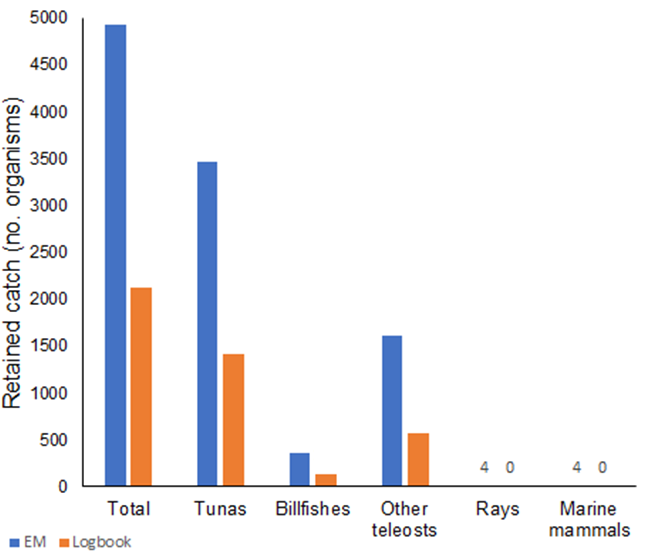 Retained catch (no. organisms)
5000
4500
4000
3500
3000
2500
2000
1500
1000
500
0
4 0 4 0
Total Tunas Billfishes Other teleosts Rays Marine mammals
EM Logbook